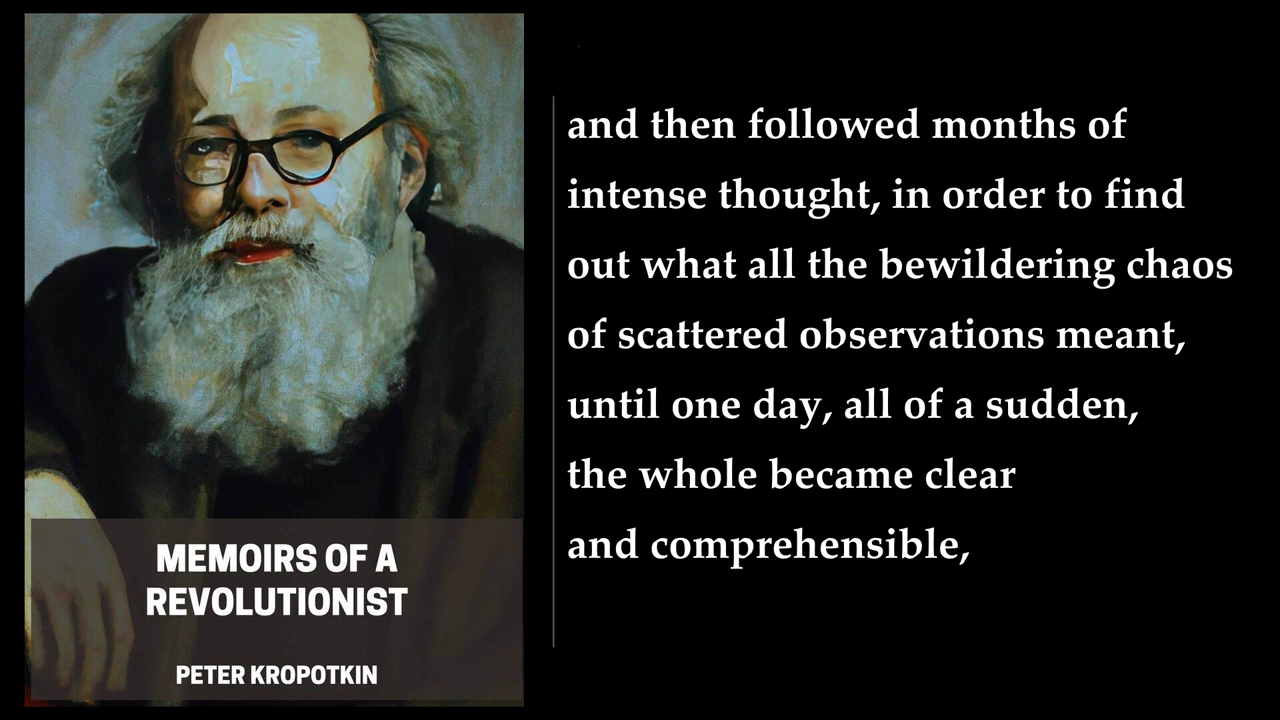 MEMOIRS OF A
REVOLUTIONIST
PETER KROPOTKIN
and then followed months of
intense thought, in order to find
out what all the bewildering chaos
of scattered observations meant,
until one day, all of a sudden,
the whole became clear
and comprehensible,